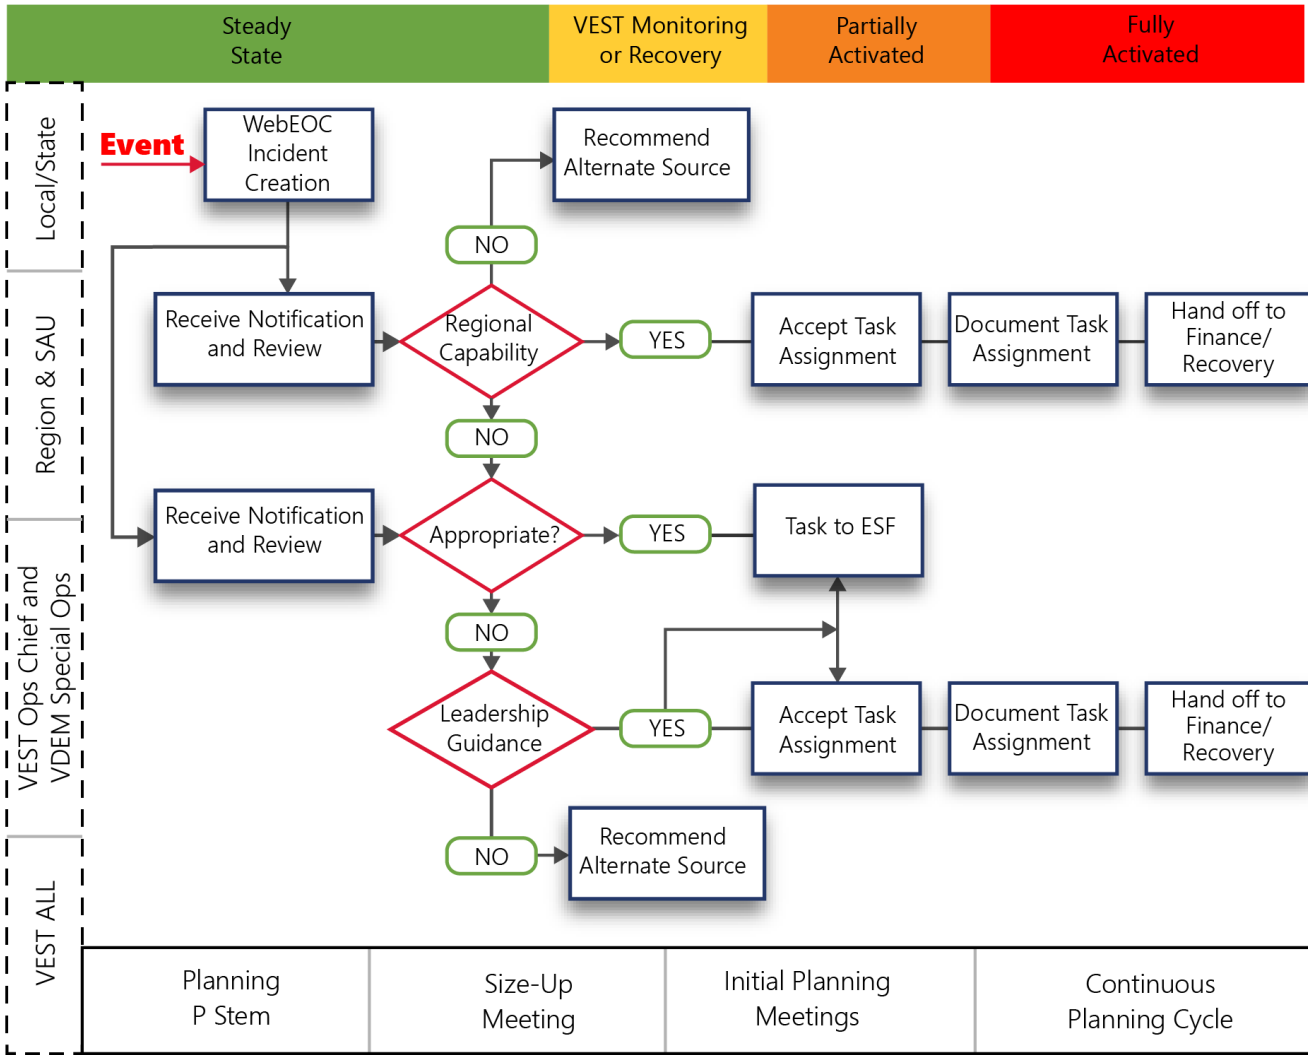 Steady
State
VEST Monitoring
or Recovery
Partially
Activated
Fully
Activated
Local/State
Event
WebEOC
Incident
Creation
Recommend
Alternate Source
NO
Region & SAU
Receive Notification
and Review
Regional
Capability
YES
Accept Task
Assignment
Document Task
Assignment
Hand off to
Finance/
Recovery
NO
VEST Ops Chief and
VDEM Special Ops
Receive Notification
and Review
Appropriate?
YES
Task to ESF
NO
Leadership
Guidance
YES
Accept Task
Assignment
Document Task
Assignment
Hand off to
Finance/
Recovery
NO
Recommend
Alternate Source
VEST ALL
Planning
P Stem
Size-Up
Meeting
Initial Planning
Meetings
Continuous
Planning Cycle